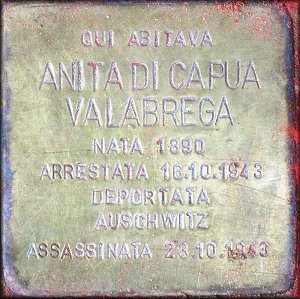 QUI ABITAVA
ANITA DI CAPUA
VALABREGA
NATA 1890
ARRESTATA 16.10.1943
DEPORTATA
AUSCHWITZ
ASSASSINATA 23.10.1943